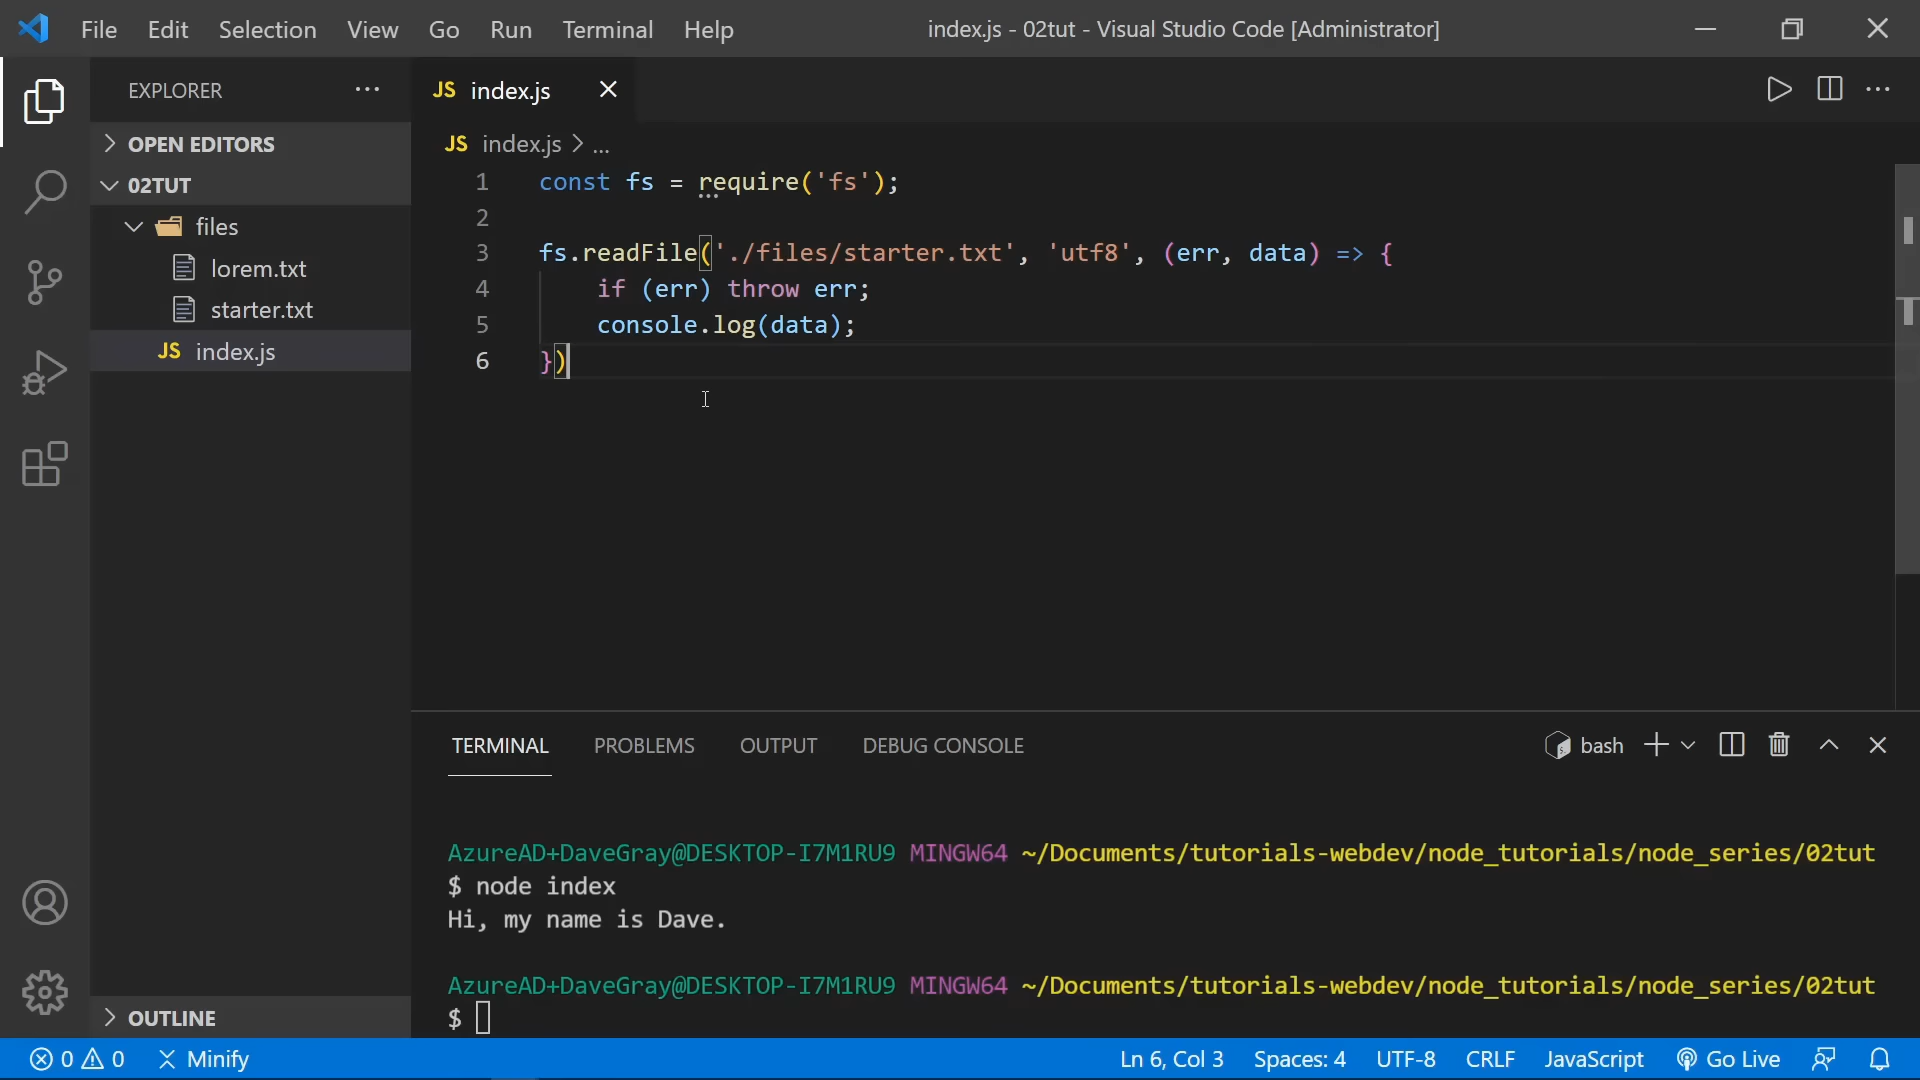 File Edit Selection View Go Run Terminal Help
index.js - 02tut - Visual Studio Code [Administrator]
EXPLORER
OPEN EDITORS
02TUT
files
lorem.txt
starter.txt
JS index.js
OUTLINE
JS index.js
JS index.js > ...
1 const fs = require('fs');
2
3 fs.readFile('./files/starter.txt', 'utf8', (err, data) => {
4 if (err) throw err;
5 console.log(data);
6 })
TERMINAL PROBLEMS OUTPUT DEBUG CONSOLE
bash
AzureAD+DaveGray@DESKTOP-I7M1RU9 MINGW64 ~/Documents/tutorials-webdev/node_tutorials/node_series/02tut
$ node index
Hi, my name is Dave.
AzureAD+DaveGray@DESKTOP-I7M1RU9 MINGW64 ~/Documents/tutorials-webdev/node_tutorials/node_series/02tut
$
0 0 Minify
Ln 6, Col 3 Spaces: 4 UTF-8 CRLF JavaScript Go Live